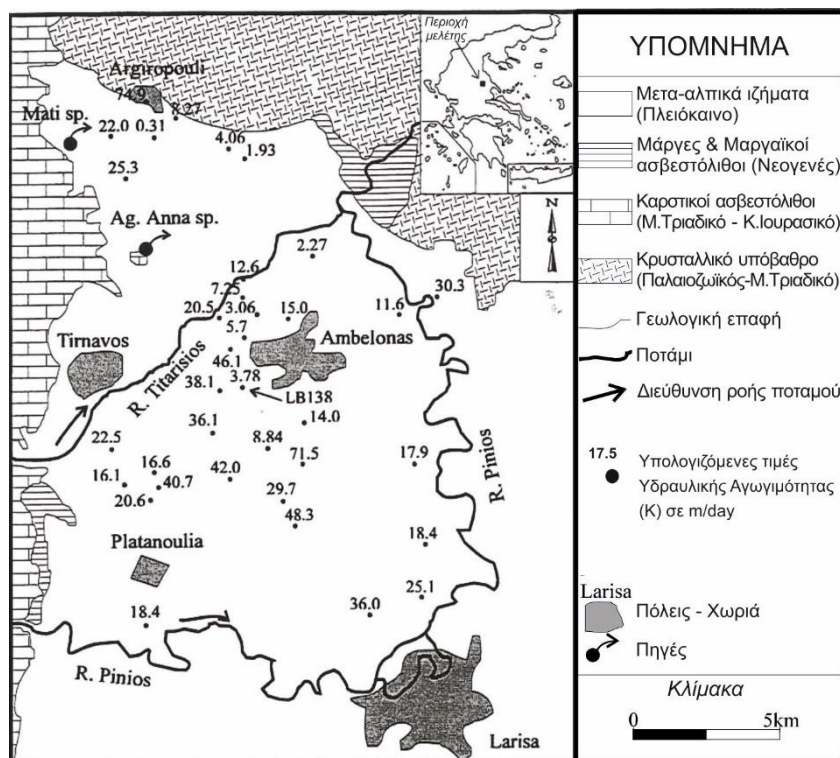 Περιοχή
μελέτης
Argiropouli
74.9
8.27
Mati sp.
22.0
0.31
4.06
1.93
25.3
Ag. Anna sp.
N
2.27
12.6
7.25
30.3
20.5
3.06
15.0
11.6
5.7
Ambelonas
Tirnavos
R. Titarisios
46.1
38.1
3.78
LB138
14.0
36.1
8.84
22.5
71.5
17.9
R. Pinios
16.6
42.0
16.1
40.7
20.6
29.7
48.3
Platanoulia
18.4
25.1
36.0
18.4
R. Pinios
Larisa
ΥΠΟΜΝΗΜΑ
Μετα-αλπικά ιζήματα
(Πλειόκαινο)
Μάργες & Μαργαϊκοί
ασβεστόλιθοι (Νεογενές)
Καρστικοί ασβεστόλιθοι
(Μ.Τριαδικό - Κ.Ιουρασικό)
Κρυσταλλικό υπόβαθρο
(Παλαιοζωϊκός-Μ.Τριαδικό)
Γεωλογική επαφή
Ποτάμι
Διεύθυνση ροής ποταμού
17.5
Υπολογιζόμενες τιμές
Υδραυλικής Αγωγιμότητας
(Κ) σε m/day
Larisa
Πόλεις - Χωριά
Πηγές
Κλίμακα
0 5km